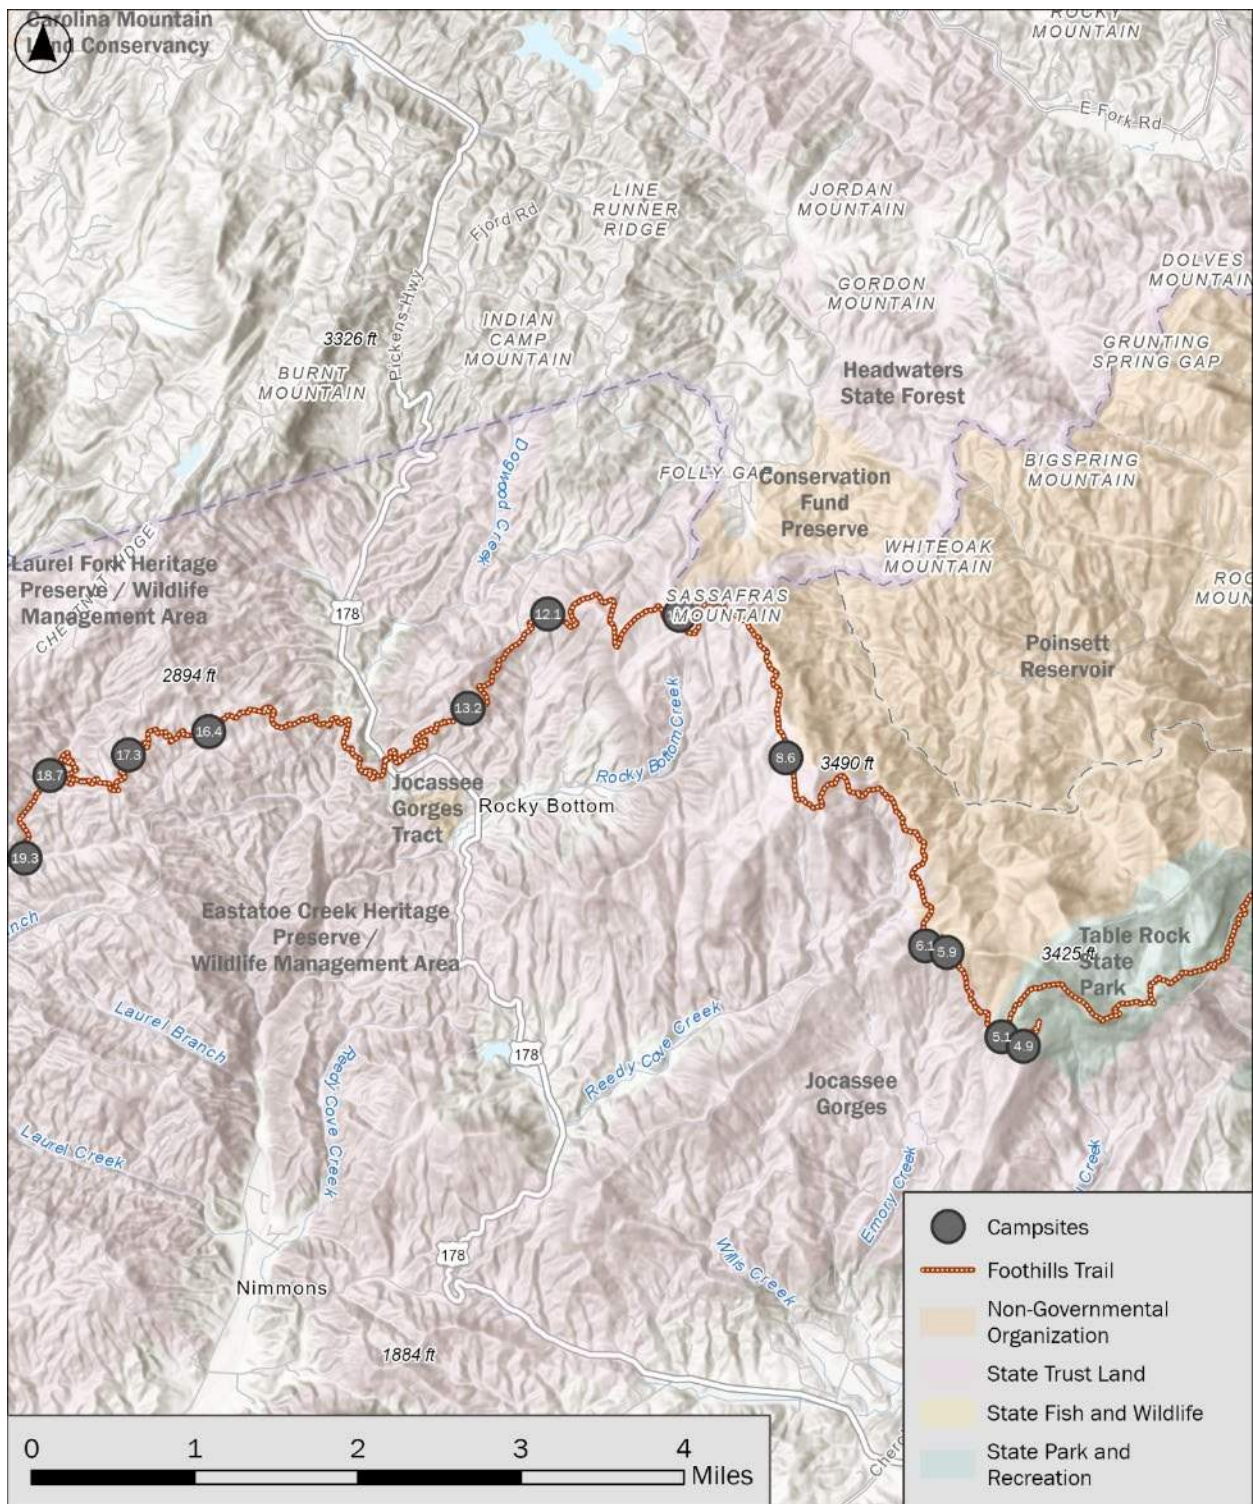 Carolina Mountain
Land Conservancy
ROCKY
MOUNTAIN
E Fork Rd
LINE
RUNNER
RIDGE
JORDAN
MOUNTAIN
Fjord Rd
Pickens Hwy
DOLVES
MOUNTAIN
GORDON
MOUNTAIN
3326 ft
INDIAN
CAMP
MOUNTAIN
GRUNTING
SPRING GAP
BURNT
MOUNTAIN
Headwaters
State Forest
Dogwood Creek
FOLLY GAP
Conservation
Fund
Preserve
BIGSPRING
MOUNTAIN
CHESTNUT RIDGE
Laurel Fork Heritage
Preserve / Wildlife
Management Area
WHITEOAK
MOUNTAIN
178
12.1
SASSAFRAS
MOUNTAIN
MOUN
Poinsett
Reservoir
2894 ft
13.2
16.4
17.3
18.7
19.3
Rocky Bottom Creek
8.6
3490 ft
Jocassee
Gorges
Tract
Rocky Bottom
Eastatoe Creek Heritage
Preserve /
Wildlife Management Area
6.1
5.9
Table Rock
State
Park
3425 ft
Laurel Branch
Reedy Cove Creek
178
Reedy Cove Creek
5.1
4.9
Jocassee
Gorges
Laurel Creek
Emory Creek
Creek
178
Willis Creek
Nimmons
1884 ft
Campsites
Foothills Trail
Non-Governmental
Organization
State Trust Land
State Fish and Wildlife
State Park and
Recreation
0 1 2 3 4
Miles